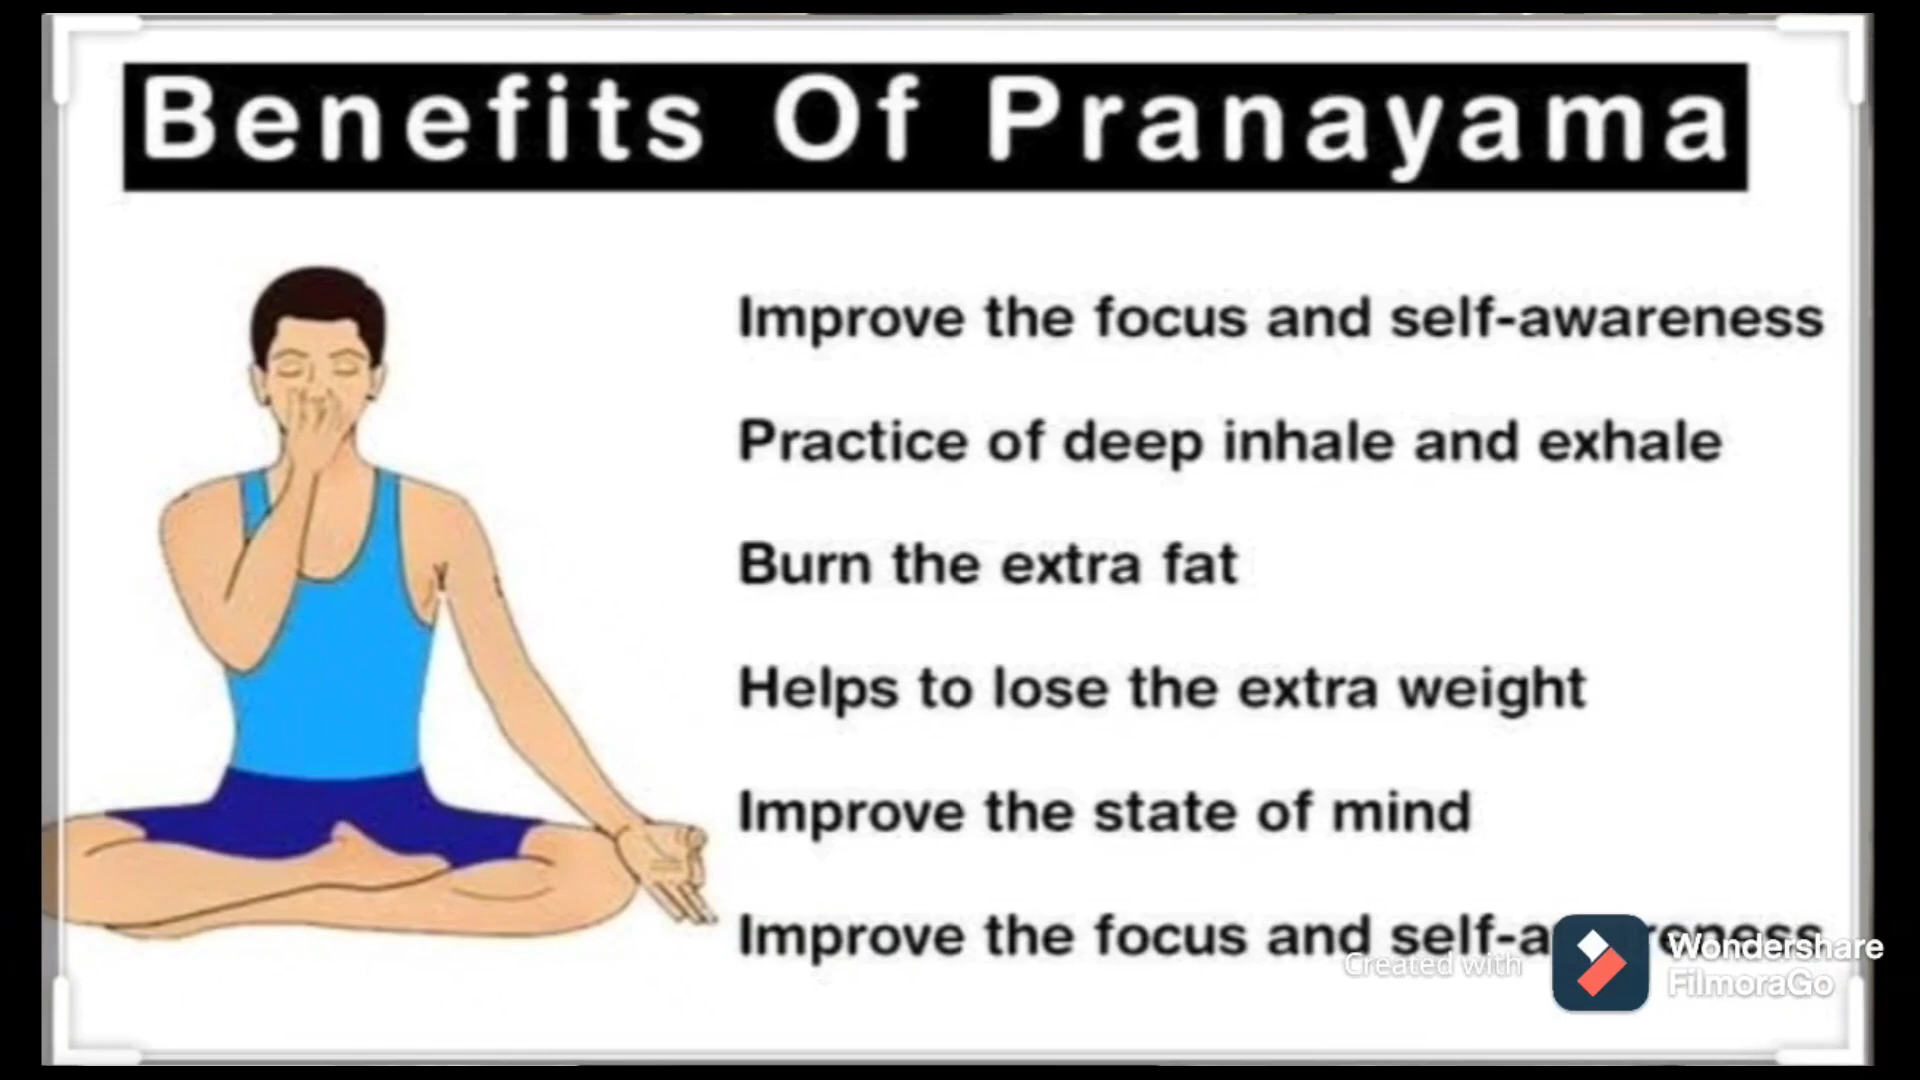 Benefits Of Pranayama
Improve the focus and self-awareness
Practice of deep inhale and exhale
Burn the extra fat
Helps to lose the extra weight
Improve the state of mind
Improve the focus and self-awareness
Created with
Wondershare
FilmoraGo